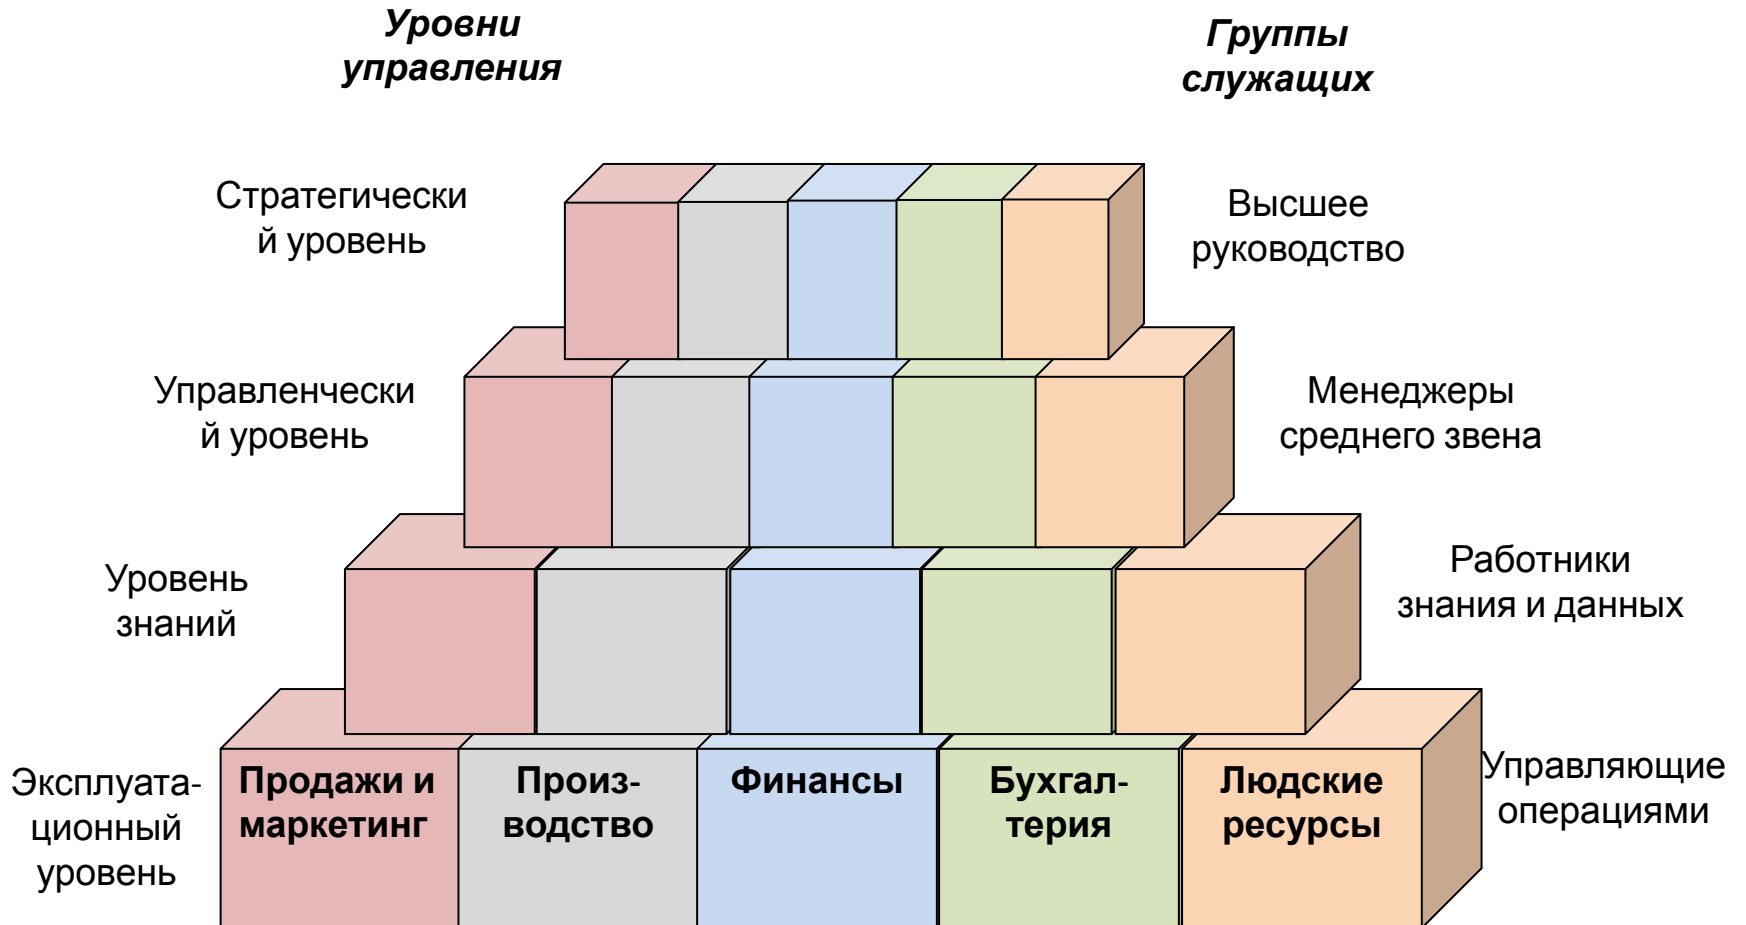 Уровни
управления
Группы
служащих
Стратегически
й уровень
Высшее
руководство
Управленчески
й уровень
Менеджеры
среднего звена
Уровень
знаний
Работники
знания и данных
Эксплуата-
ционный
уровень
Продажи и
маркетинг
Произ-
водство
Финансы
Бухгал-
терия
Людские
ресурсы
Управляющие
операциями